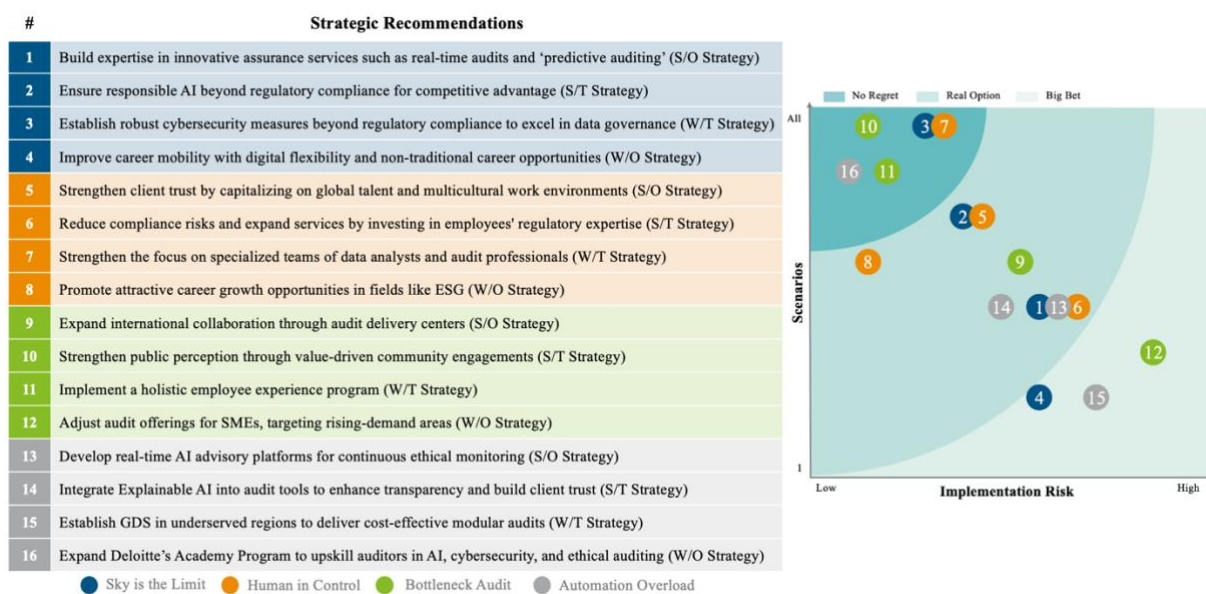 # Strategic Recommendations
1 Build expertise in innovative assurance services such as real-time audits and ‘predictive auditing’ (S/O Strategy)
2 Ensure responsible AI beyond regulatory compliance for competitive advantage (S/T Strategy)
3 Establish robust cybersecurity measures beyond regulatory compliance to excel in data governance (W/T Strategy)
4 Improve career mobility with digital flexibility and non-traditional career opportunities (W/O Strategy)
5 Strengthen client trust by capitalizing on global talent and multicultural work environments (S/O Strategy)
6 Reduce compliance risks and expand services by investing in employees' regulatory expertise (S/T Strategy)
7 Strengthen the focus on specialized teams of data analysts and audit professionals (W/T Strategy)
8 Promote attractive career growth opportunities in fields like ESG (W/O Strategy)
9 Expand international collaboration through audit delivery centers (S/O Strategy)
10 Strengthen public perception through value-driven community engagements (S/T Strategy)
11 Implement a holistic employee experience program (W/T Strategy)
12 Adjust audit offerings for SMEs, targeting rising-demand areas (W/O Strategy)
13 Develop real-time AI advisory platforms for continuous ethical monitoring (S/O Strategy)
14 Integrate Explainable AI into audit tools to enhance transparency and build client trust (S/T Strategy)
15 Establish GDS in underserved regions to deliver cost-effective modular audits (W/T Strategy)
16 Expand Deloitte’s Academy Program to upskill auditors in AI, cybersecurity, and ethical auditing (W/O Strategy)
Sky is the Limit Human in Control Bottleneck Audit Automation Overload
No Regret Real Option Big Bet
All
10 3 7
16 11
2 5
8 9
14 1 13 6
12
4 15
Scenarios
1
Low Implementation Risk High